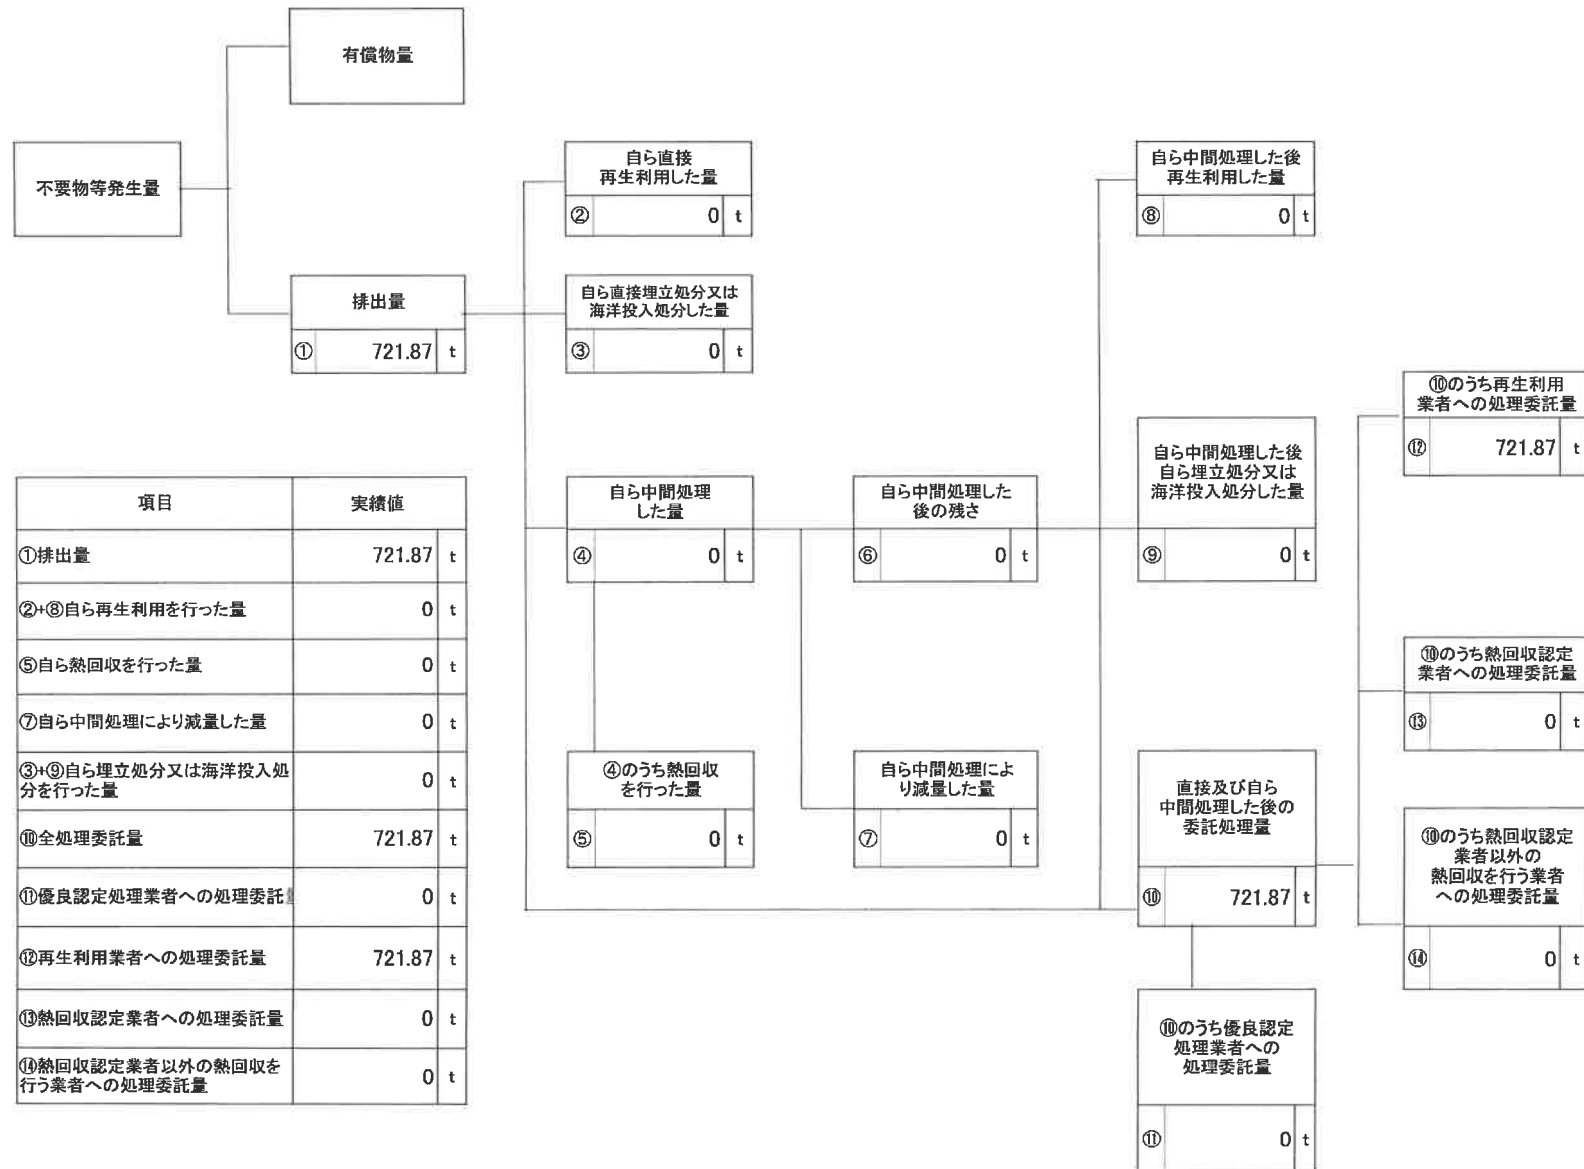 有償物量
不要物等発生量
排出量
① 721.87 t
自ら直接
再生利用した量
② 0 t
自ら直接埋立処分又は
海洋投入処分した量
③ 0 t
自ら中間処理
した量
④ 0 t
④のうち熱回収
を行った量
⑤ 0 t
自ら中間処理した
後の残さ
⑥ 0 t
自ら中間処理によ
り減量した量
⑦ 0 t
自ら中間処理した後
再生利用した量
⑧ 0 t
自ら中間処理した後
自ら埋立処分又は
海洋投入処分した量
⑨ 0 t
直接及び自ら
中間処理した後の
委託処理量
⑩ 721.87 t
⑩のうち優良認定
処理業者への
処理委託量
⑪ 0 t
⑩のうち再生利用
業者への処理委託量
⑫ 721.87 t
⑩のうち熱回収認定
業者への処理委託量
⑬ 0 t
⑩のうち熱回収認定
業者以外の
熱回収を行う業者
への処理委託量
⑭ 0 t
項目 実績値
①排出量 721.87 t
②+⑧自ら再生利用を行った量 0 t
⑤自ら熱回収を行った量 0 t
⑦自ら中間処理により減量した量 0 t
③+⑨自ら埋立処分又は海洋投入処
分を行った量 0 t
⑩全処理委託量 721.87 t
⑪優良認定処理業者への処理委託 0 t
⑫再生利用業者への処理委託量 721.87 t
⑬熱回収認定業者への処理委託量 0 t
⑭熱回収認定業者以外の熱回収を
行う業者への処理委託量 0 t